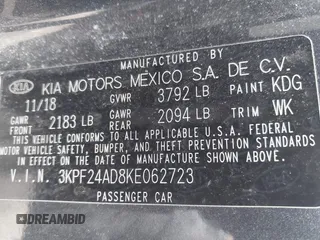 MANUFACTURED BY
KIA KIA MOTORS MEXICO S.A. DE C.V.
11/18 GVWR 3792 LB PAINT KDG
GAWR FRONT 2183 LB GAWR REAR 2094 LB TRIM WK
THIS VEHICLE CONFORMS TO ALL APPLICABLE U.S.A. FEDERAL
MOTOR VEHICLE SAFETY, BUMPER, AND THEFT PREVENTION STANDARDS
IN EFFECT ON THE DATE OF MANUFACTURE SHOWN ABOVE.
V.I.N. 3KPF24AD8KE062723
PASSENGER CAR
DREAMBID